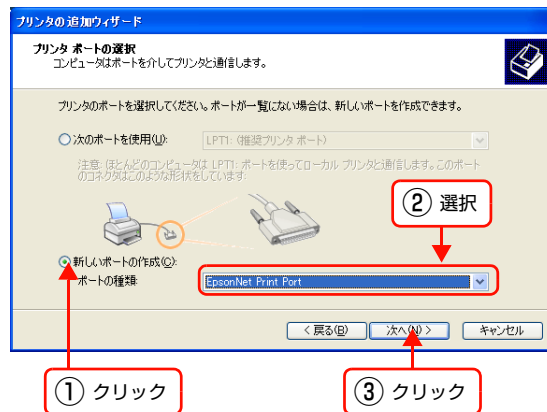 プリンタの追加ウィザード
プリンタ ポートの選択
コンピュータはポートを介してプリンタと通信します。
プリンタのポートを選択してください。ポートが一覧にない場合は、新しいポートを作成できます。
次のポートを使用(U):
LPT1: (推奨プリンタ ポート)
注意: ほとんどのコンピュータは LPT1: ポートを使ってローカル プリンタと通信します。このポート
のコネクタはこのような形状をしています:
② 選択
新しいポートの作成(C):
ポートの種類:
EpsonNet Print Port
< 戻る(B)
次へ(N) >
キャンセル
① クリック
③ クリック